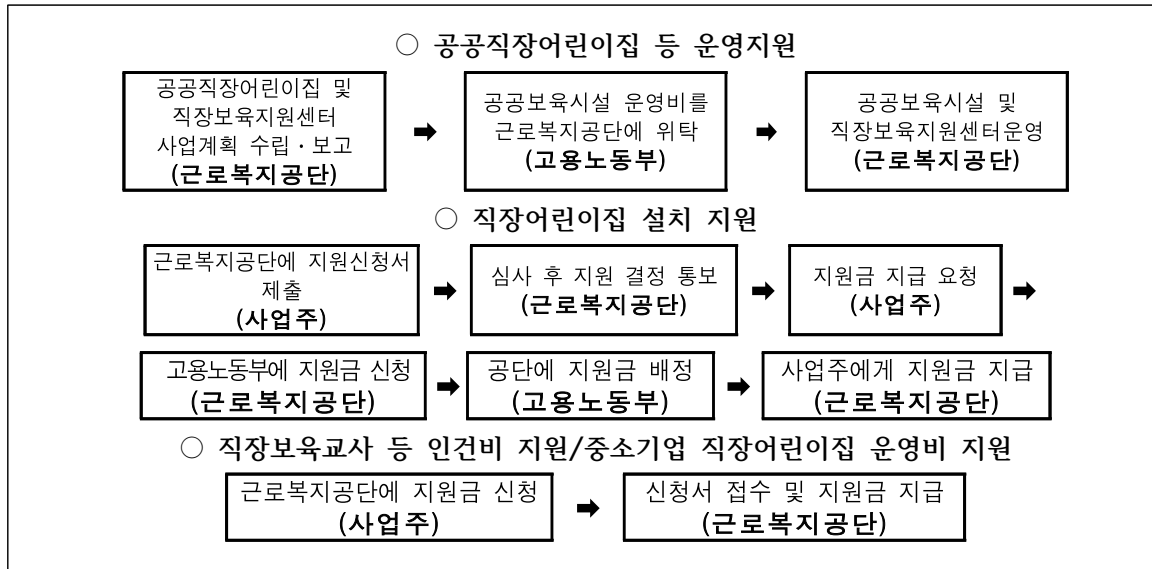 ○ 공공직장어린이집 등 운영지원
공공직장어린이집 및
직장보육지원센터
사업계획 수립·보고
(근로복지공단)
➡
공공보육시설 운영비를
근로복지공단에 위탁
(고용노동부)
➡
공공보육시설 및
직장보육지원센터운영
(근로복지공단)
○ 직장어린이집 설치 지원
근로복지공단에 지원신청서
제출
(사업주)
➡
심사 후 지원 결정 통보
(근로복지공단)
➡
지원금 지급 요청
(사업주)
➡
고용노동부에 지원금 신청
(근로복지공단)
➡
공단에 지원금 배정
(고용노동부)
➡
사업주에게 지원금 지급
(근로복지공단)
○ 직장보육교사 등 인건비 지원/중소기업 직장어린이집 운영비 지원
근로복지공단에 지원금 신청
(사업주)
➡
신청서 접수 및 지원금 지급
(근로복지공단)